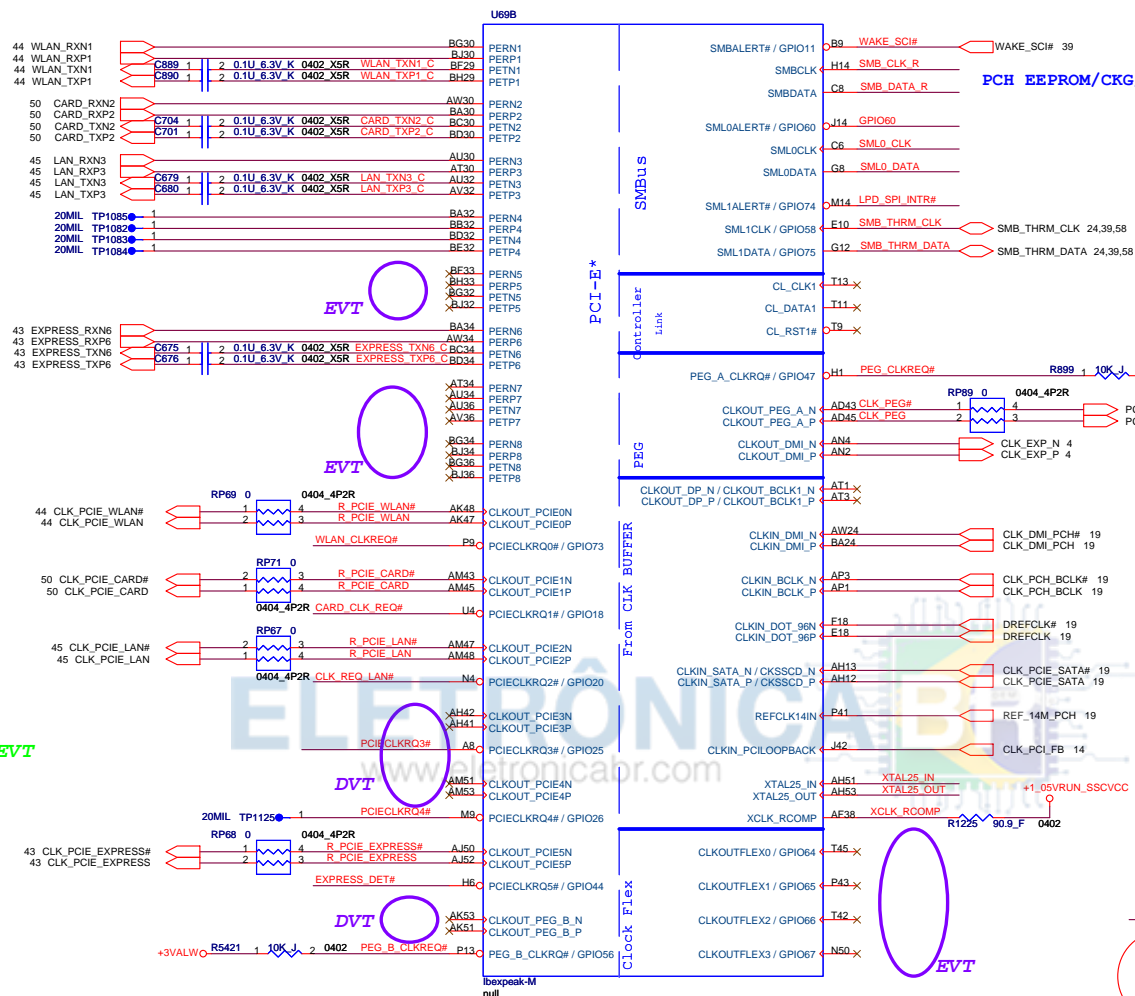 U69B
44 WLAN_RXN1 BG30 PERN1
44 WLAN_RXP1 BJ30 PERP1
44 WLAN_TXN1 C889 1 2 0.1U_6.3V_K 0402_X5R WLAN_TXN1_C BF29 PETN1
44 WLAN_TXP1 C890 1 2 0.1U_6.3V_K 0402_X5R WLAN_TXP1_C BH29 PETP1
50 CARD_RXN2 AW30 PERN2
50 CARD_RXP2 BA30 PERP2
50 CARD_TXN2 C704 1 2 0.1U_6.3V_K 0402_X5R CARD_TXN2_C BC30 PETN2
50 CARD_TXP2 C701 1 2 0.1U_6.3V_K 0402_X5R CARD_TXP2_C BD30 PETP2
45 LAN_RXN3 AU30 PERN3
45 LAN_RXP3 AT30 PERP3
45 LAN_TXN3 C679 1 2 0.1U_6.3V_K 0402_X5R LAN_TXN3_C AU32 PETN3
45 LAN_TXP3 C680 1 2 0.1U_6.3V_K 0402_X5R LAN_TXP3_C AV32 PETP3
20MIL TP1085 1 BA32 PERN4
20MIL TP1082 1 BB32 PERP4
20MIL TP1083 1 BD32 PETN4
20MIL TP1084 1 BE32 PETP4
BF33 PERN5
BH33 PERP5
BG32 PETN5
BJ32 PETP5
EVT
43 EXPRESS_RXN6 BA34 PERN6
43 EXPRESS_RXP6 AW34 PERP6
43 EXPRESS_TXN6 C675 1 2 0.1U_6.3V_K 0402_X5R EXPRESS_TXN6_C BC34 PETN6
43 EXPRESS_TXP6 C676 1 2 0.1U_6.3V_K 0402_X5R EXPRESS_TXP6_C BD34 PETP6
AT34 PERN7
AU34 PERP7
AU36 PETN7
AV36 PETP7
BG34 PERN8
BJ34 PERP8
BG36 PETN8
BJ36 PETP8
EVT
RP69 0 0404_4P2R
44 CLK_PCIE_WLAN# 1 4 R_PCIE_WLAN# AK48 CLKOUT_PCIE0N
44 CLK_PCIE_WLAN 2 3 R_PCIE_WLAN AK47 CLKOUT_PCIE0P
WLAN_CLKREQ# P9 PCIECLKRQ0# / GPIO73
RP71 0
50 CLK_PCIE_CARD# 2 3 R_PCIE_CARD# AM43 CLKOUT_PCIE1N
50 CLK_PCIE_CARD 1 4 R_PCIE_CARD AM45 CLKOUT_PCIE1P
0404_4P2R CARD_CLK_REQ# U4 PCIECLKRQ1# / GPIO18
RP67 0
45 CLK_PCIE_LAN# 2 3 R_PCIE_LAN# AM47 CLKOUT_PCIE2N
45 CLK_PCIE_LAN 1 4 R_PCIE_LAN AM48 CLKOUT_PCIE2P
0404_4P2R CLK_REQ_LAN# N4 PCIECLKRQ2# / GPIO20
AH42 CLKOUT_PCIE3N
AH41 CLKOUT_PCIE3P
EVT
PCIECLKRQ3# A8 PCIECLKRQ3# / GPIO25
DVT
AM51 CLKOUT_PCIE4N
AM53 CLKOUT_PCIE4P
20MIL TP1125 1 PCIECLKRQ4# M9 PCIECLKRQ4# / GPIO26
RP68 0 0404_4P2R
43 CLK_PCIE_EXPRESS# 1 4 R_PCIE_EXPRESS# AJ50 CLKOUT_PCIE5N
43 CLK_PCIE_EXPRESS 2 3 R_PCIE_EXPRESS AJ52 CLKOUT_PCIE5P
EXPRESS_DET# H6 PCIECLKRQ5# / GPIO44
DVT
AK53 CLKOUT_PEG_B_N
AK51 CLKOUT_PEG_B_P
+3VALW R5421 1 10K_J 2 0402 PEG_B_CLKREQ# P13 PEG_B_CLKRQ# / GPIO56
Ibexpeak-M
null
PCI-E*
SMBus
Controller
Link
PEG
From CLK BUFFER
Clock Flex
SMBALERT# / GPIO11 B9 WAKE_SCI# WAKE_SCI# 39
SMBCLK H14 SMB_CLK_R
PCH EEPROM/CKG
SMBDATA C8 SMB_DATA_R
SML0ALERT# / GPIO60 J14 GPIO60
SML0CLK C6 SML0_CLK
SML0DATA G8 SML0_DATA
SML1ALERT# / GPIO74 M14 LPD_SPI_INTR#
SML1CLK / GPIO58 E10 SMB_THRM_CLK SMB_THRM_CLK 24,39,58
SML1DATA / GPIO75 G12 SMB_THRM_DATA SMB_THRM_DATA 24,39,58
CL_CLK1 T13
CL_DATA1 T11
CL_RST1# T9
PEG_A_CLKRQ# / GPIO47 H1 PEG_CLKREQ# R899 1 10K_J
RP89 0 0404_4P2R
CLKOUT_PEG_A_N AD43 CLK_PEG# 1 4
CLKOUT_PEG_A_P AD45 CLK_PEG 2 3
CLKOUT_DMI_N AN4 CLK_EXP_N 4
CLKOUT_DMI_P AN2 CLK_EXP_P 4
CLKOUT_DP_N / CLKOUT_BCLK1_N AT1
CLKOUT_DP_P / CLKOUT_BCLK1_P AT3
CLKIN_DMI_N AW24 CLK_DMI_PCH# 19
CLKIN_DMI_P BA24 CLK_DMI_PCH 19
CLKIN_BCLK_N AP3 CLK_PCH_BCLK# 19
CLKIN_BCLK_P AP1 CLK_PCH_BCLK 19
CLKIN_DOT_96N F18 DREFCLK# 19
CLKIN_DOT_96P E18 DREFCLK 19
CLKIN_SATA_N / CKSSCD_N AH13 CLK_PCIE_SATA# 19
CLKIN_SATA_P / CKSSCD_P AH12 CLK_PCIE_SATA 19
REFCLK14IN P41 REF_14M_PCH 19
CLKIN_PCILOOPBACK J42 CLK_PCI_FB 14
XTAL25_IN AH51 XTAL25_IN
XTAL25_OUT AH53 XTAL25_OUT
+1_05VRUN_SSCVCC
XCLK_RCOMP AF38 XCLK_RCOMP R1225 90.9_F 0402
CLKOUTFLEX0 / GPIO64 T45
CLKOUTFLEX1 / GPIO65 P43
CLKOUTFLEX2 / GPIO66 T42
CLKOUTFLEX3 / GPIO67 N50
EVT
ELETRÔNICA B
www.eletronicabr.com